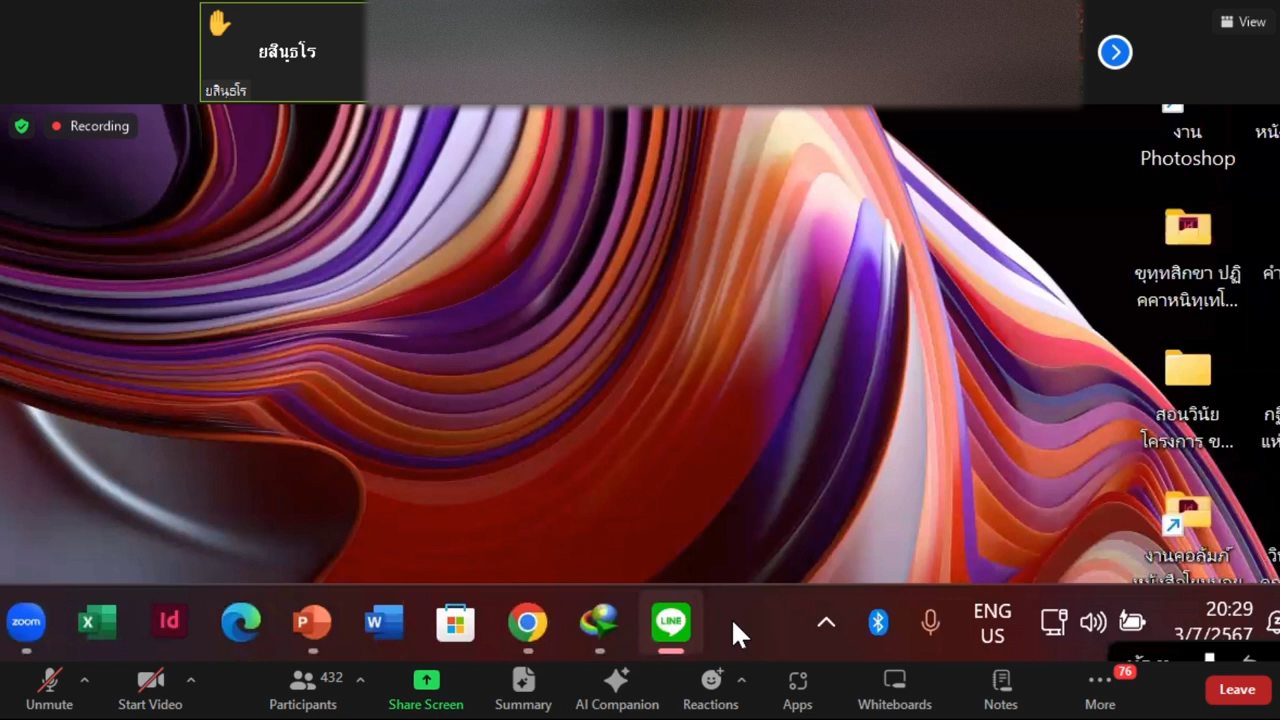 ยสินฺธโร
ยสินฺธโร
View
Recording
งาน
Photoshop
ขุททสิกขา ปฏิ
คคาหนิทฺเทโ...
สอนวินัย
โครงการ ข...
งานคอลัมภ์
zoom
X
Id
P
W
LINE
ENG
US
20:29
3/7/2567
Unmute
Start Video
432
Participants
Share Screen
Summary
AI Companion
Reactions
Apps
Whiteboards
Notes
76
More
Leave